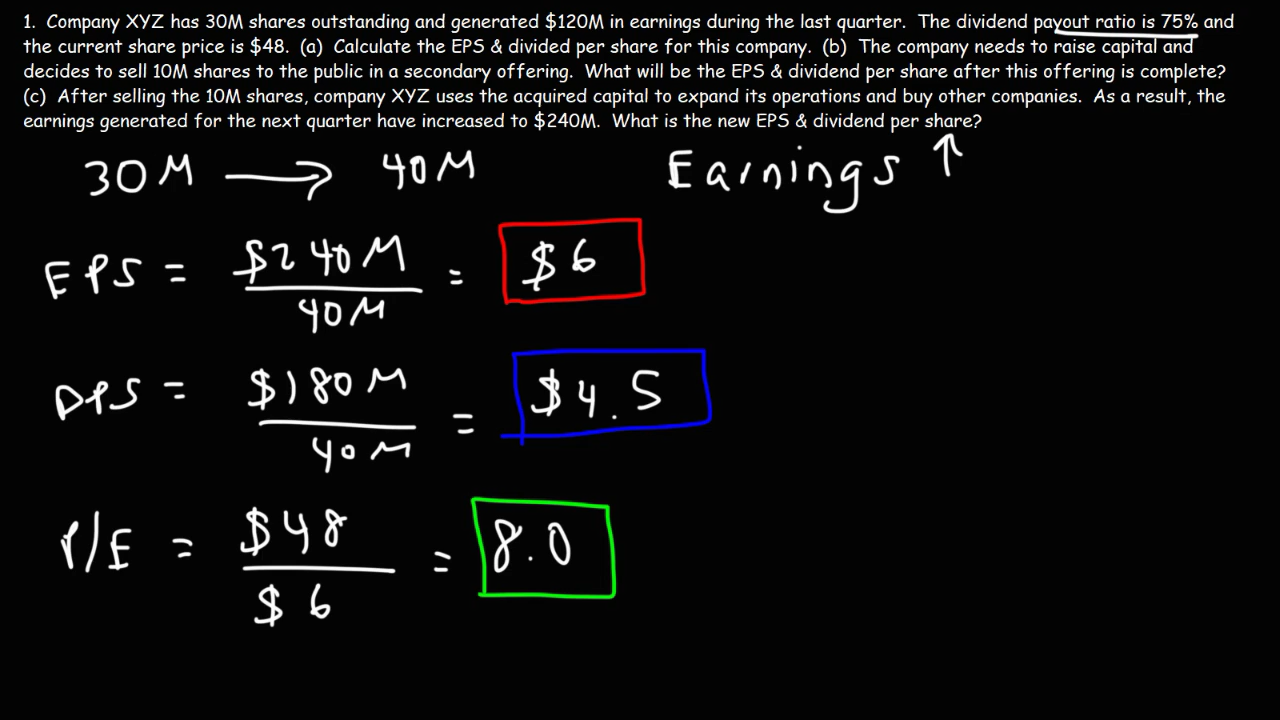 1. Company XYZ has 30M shares outstanding and generated $120M in earnings during the last quarter. The dividend payout ratio is 75% and
the current share price is $48. (a) Calculate the EPS & divided per share for this company. (b) The company needs to raise capital and
decides to sell 10M shares to the public in a secondary offering. What will be the EPS & dividend per share after this offering is complete?
(c) After selling the 10M shares, company XYZ uses the acquired capital to expand its operations and buy other companies. As a result, the
earnings generated for the next quarter have increased to $240M. What is the new EPS & dividend per share?
30M → 40M Earnings ↑
EPS = $240M / 40M = $6
DPS = $180M / 40M = $4.5
P/E = $48 / $6 = 8.0